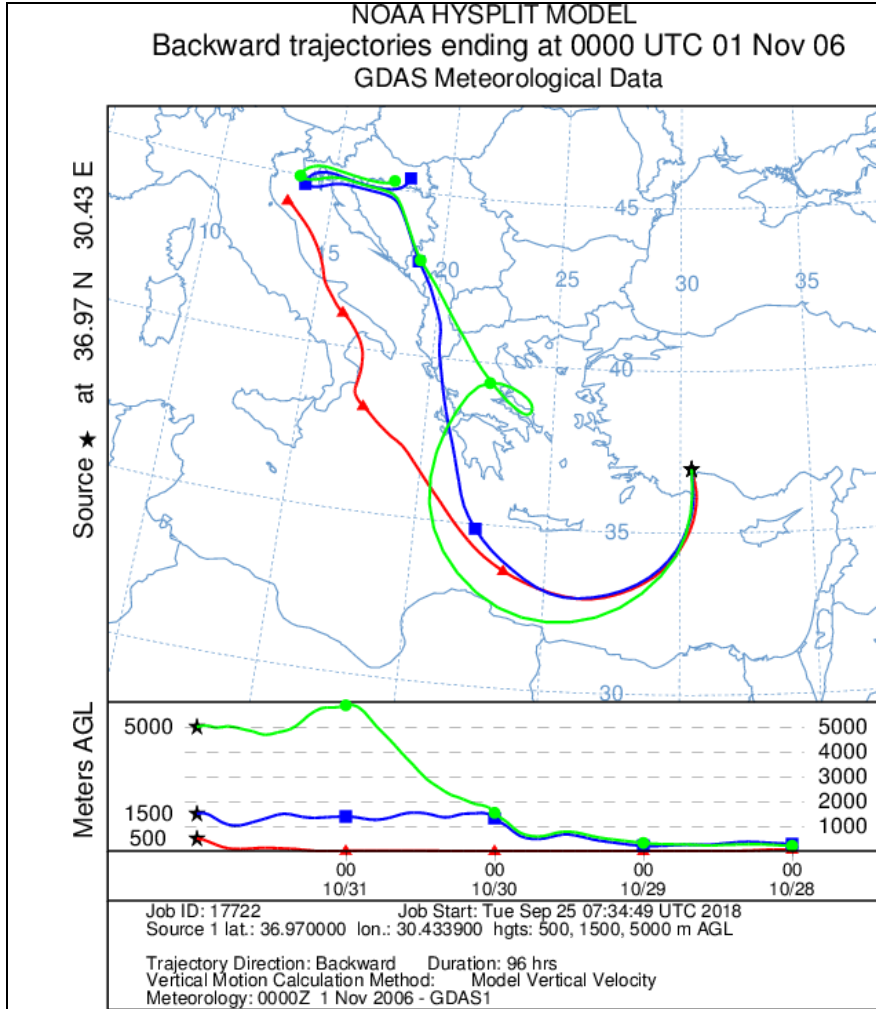 NOAA HYSPLIT MODEL
Backward trajectories ending at 0000 UTC 01 Nov 06
GDAS Meteorological Data
Source ★ at 36.97 N 30.43 E
10
15
20
25
30
35
45
40
35
30
Meters AGL
5000
1500
500
5000
4000
3000
2000
1000
00 00 00 00
10/31 10/30 10/29 10/28
Job ID: 17722 Job Start: Tue Sep 25 07:34:49 UTC 2018
Source 1 lat.: 36.970000 lon.: 30.433900 hgts: 500, 1500, 5000 m AGL
Trajectory Direction: Backward Duration: 96 hrs
Vertical Motion Calculation Method: Model Vertical Velocity
Meteorology: 0000Z 1 Nov 2006 - GDAS1